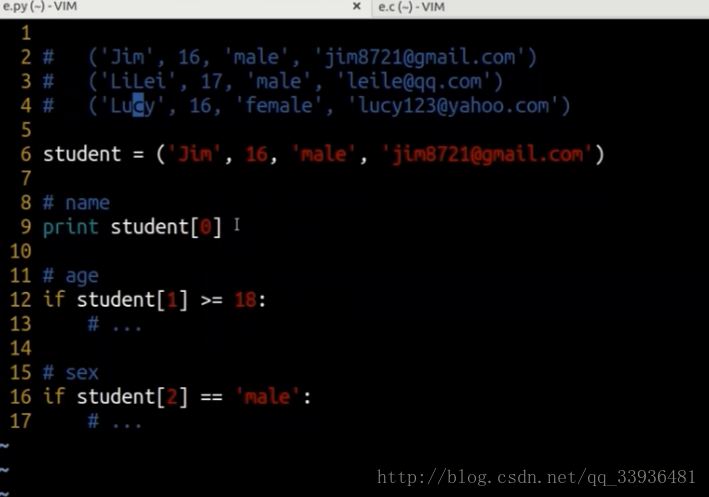 e.py (~) - VIM × e.c (~) - VIM
1
2 #   ('Jim', 16, 'male', 'jim8721@gmail.com')
3 #   ('LiLei', 17, 'male', 'leile@qq.com')
4 #   ('Lucy', 16, 'female', 'lucy123@yahoo.com')
5
6 student = ('Jim', 16, 'male', 'jim8721@gmail.com')
7
8 # name
9 print student[0]
10
11 # age
12 if student[1] >= 18:
13     # ...
14
15 # sex
16 if student[2] == 'male':
17     # ...
~
~
~
http://blog.csdn.net/qq_33936481